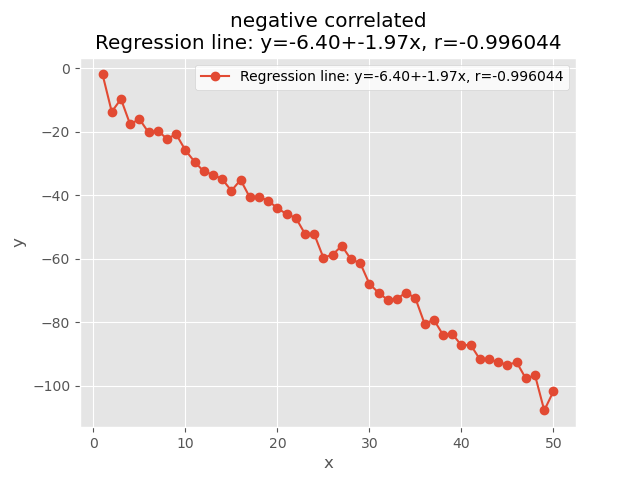 negative correlated
Regression line: y=-6.40+-1.97x, r=-0.996044
Regression line: y=-6.40+-1.97x, r=-0.996044
0
−20
−40
−60
−80
−100
y
0 10 20 30 40 50
x